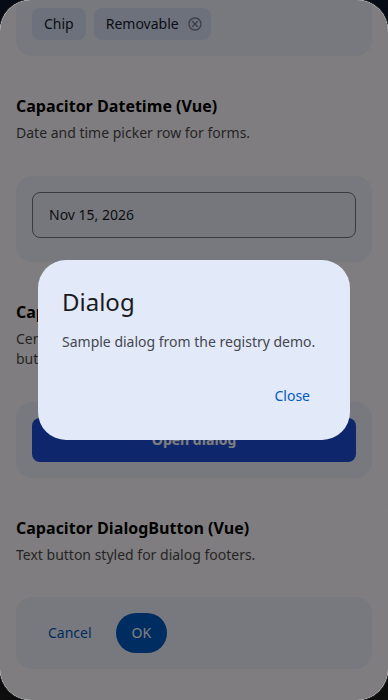 Chip
Removable
Capacitor Datetime (Vue)
Date and time picker row for forms.
Nov 15, 2026
Dialog
Sample dialog from the registry demo.
Close
Open dialog
Capacitor DialogButton (Vue)
Text button styled for dialog footers.
Cancel
OK